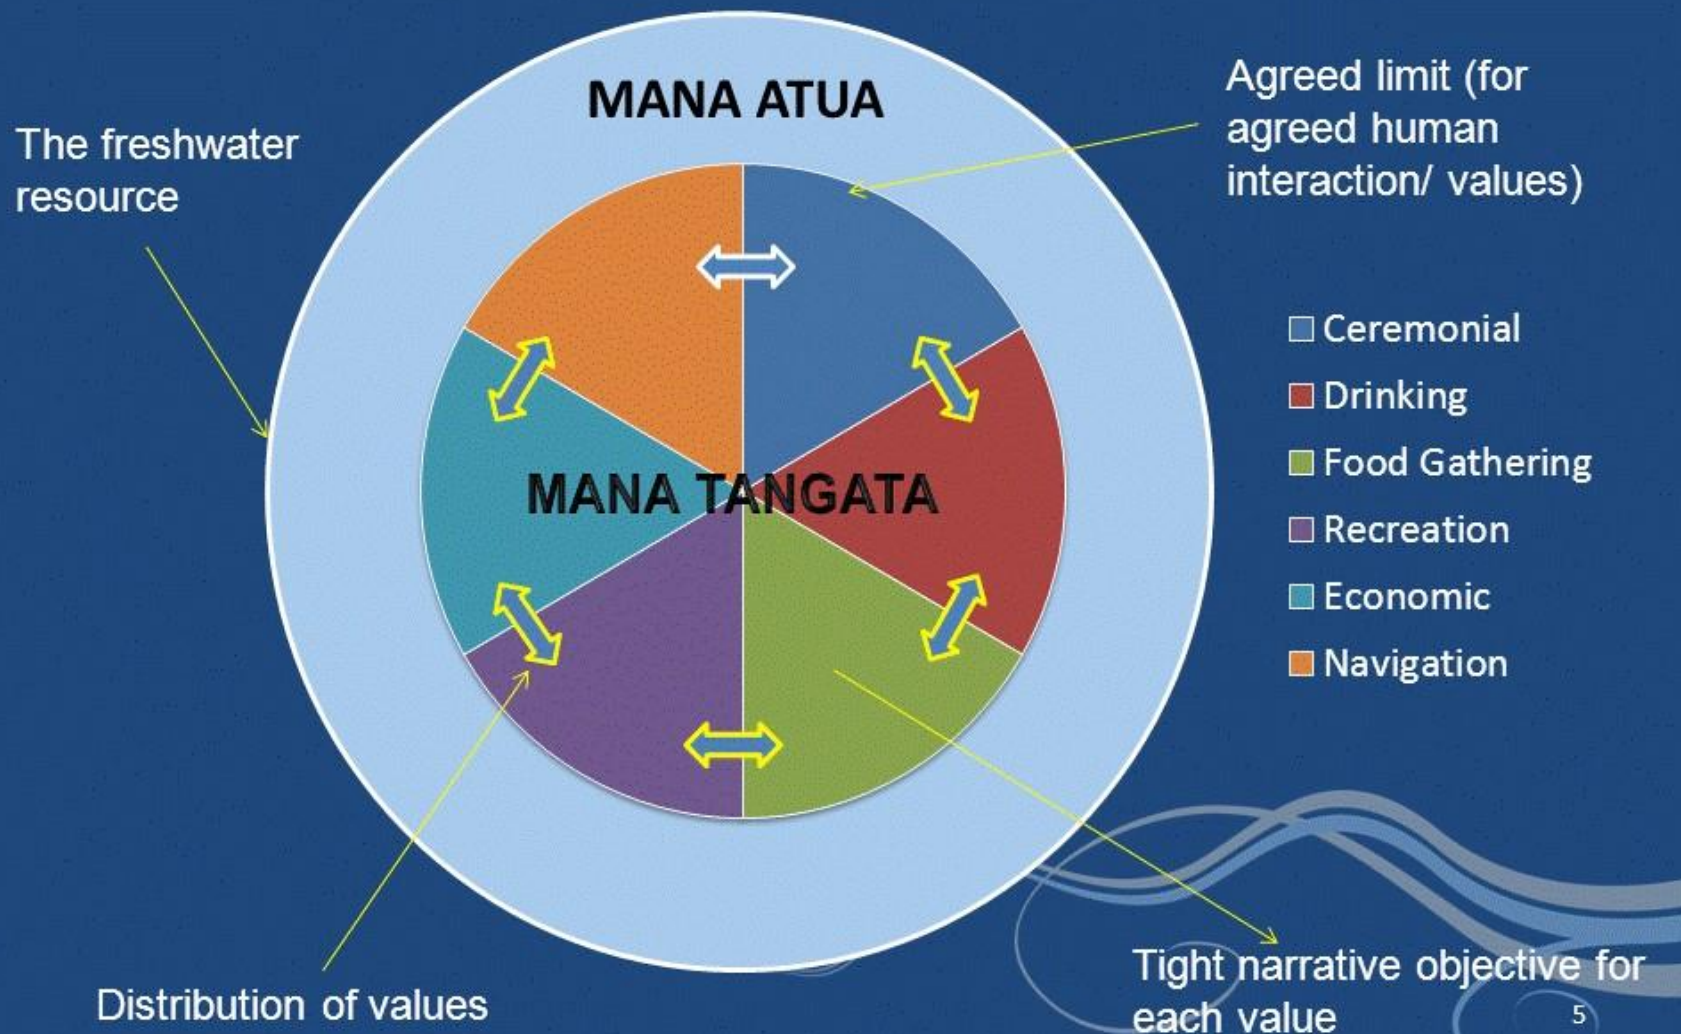 MANA ATUA
The freshwater
resource
Agreed limit (for
agreed human
interaction/ values)
Ceremonial
Drinking
Food Gathering
Recreation
Economic
Navigation
MANA TANGATA
Distribution of values
Tight narrative objective for
each value
5